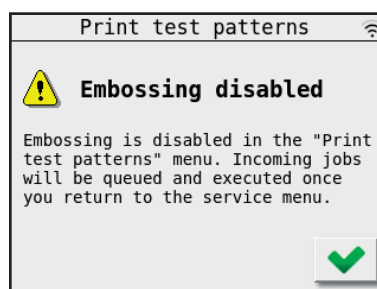 Print test patterns
Embossing disabled
Embossing is disabled in the "Print
test patterns" menu. Incoming jobs
will be queued and executed once
you return to the service menu.